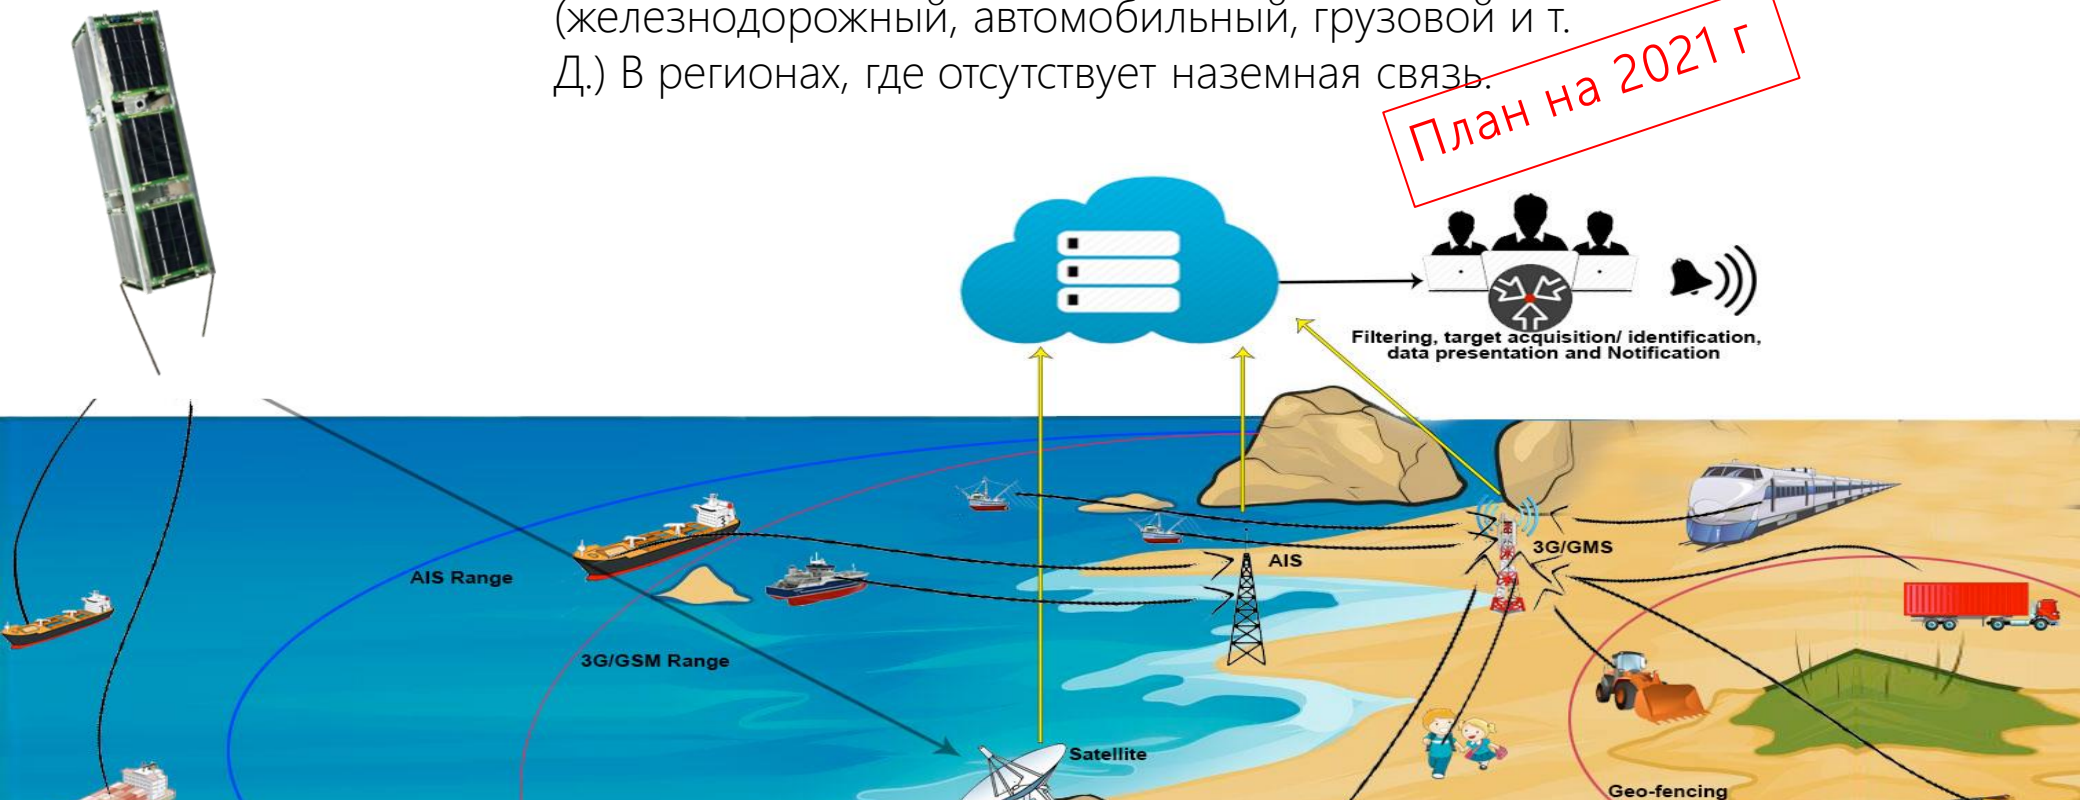 (железнодорожный, автомобильный, грузовой и т.
Д.) В регионах, где отсутствует наземная связь.
План на 2021 г
Filtering, target acquisition/ identification,
data presentation and Notification
3G/GMS
AIS
AIS Range
3G/GSM Range
Satellite
Geo-fencing